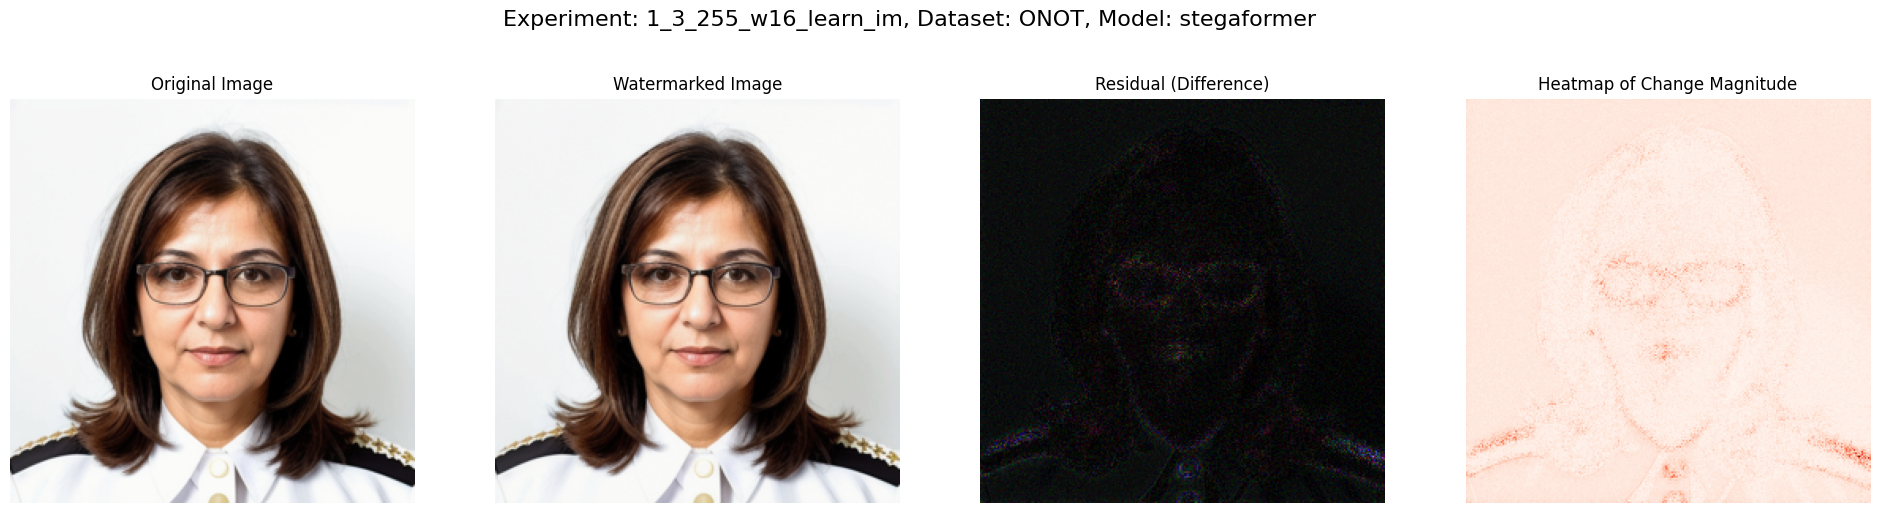 Experiment: 1_3_255_w16_learn_im, Dataset: ONOT, Model: stegaformer
Original Image
Watermarked Image
Residual (Difference)
Heatmap of Change Magnitude